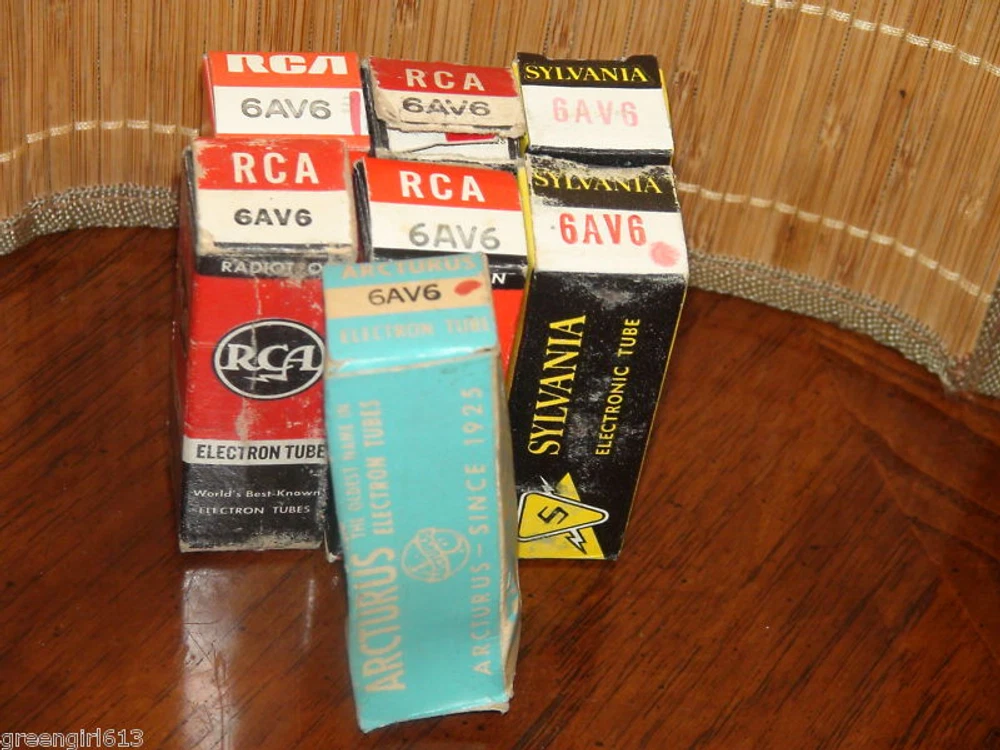 RCA
6AV6
RCA
6AV6
SYLVANIA
6AV6
RCA
6AV6
RADIOTRO
RCA
ELECTRON TUBE
World's Best-Known
ELECTRON TUBES
RCA
6AV6
N
SYLVANIA
6AV6
SYLVANIA
ELECTRONIC TUBE
S
ARCTURUS
6AV6
ELECTRON TUBE
ARCTURUS
THE OLDEST NAME IN
ELECTRON TUBES
ARCTURUS-SINCE 1925
greengirl613